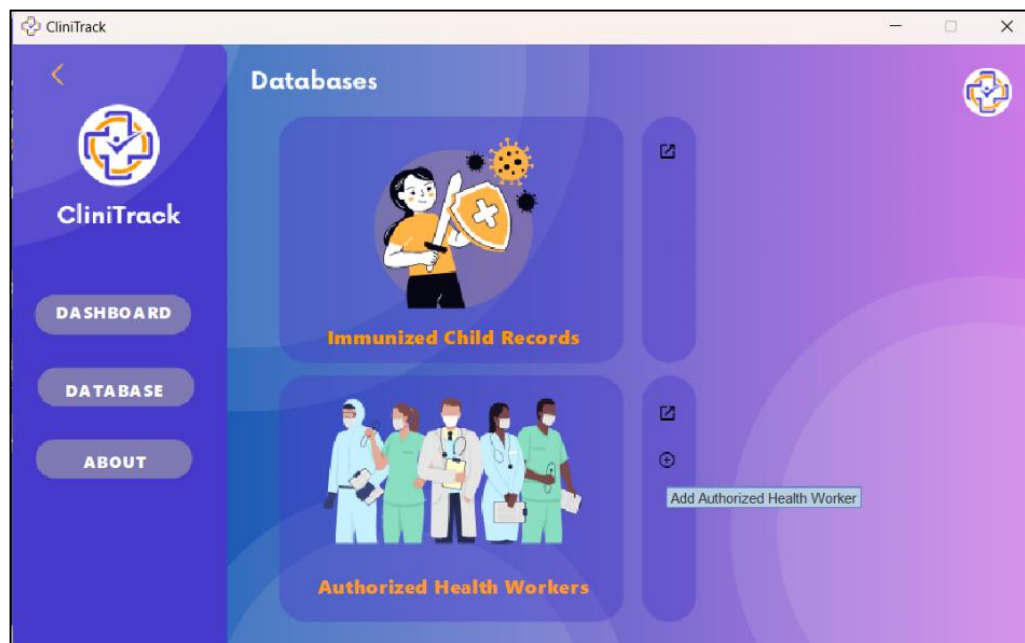 CliniTrack
Databases
CliniTrack
DASHBOARD
DATABASE
ABOUT
Immunized Child Records
Add Authorized Health Worker
Authorized Health Workers